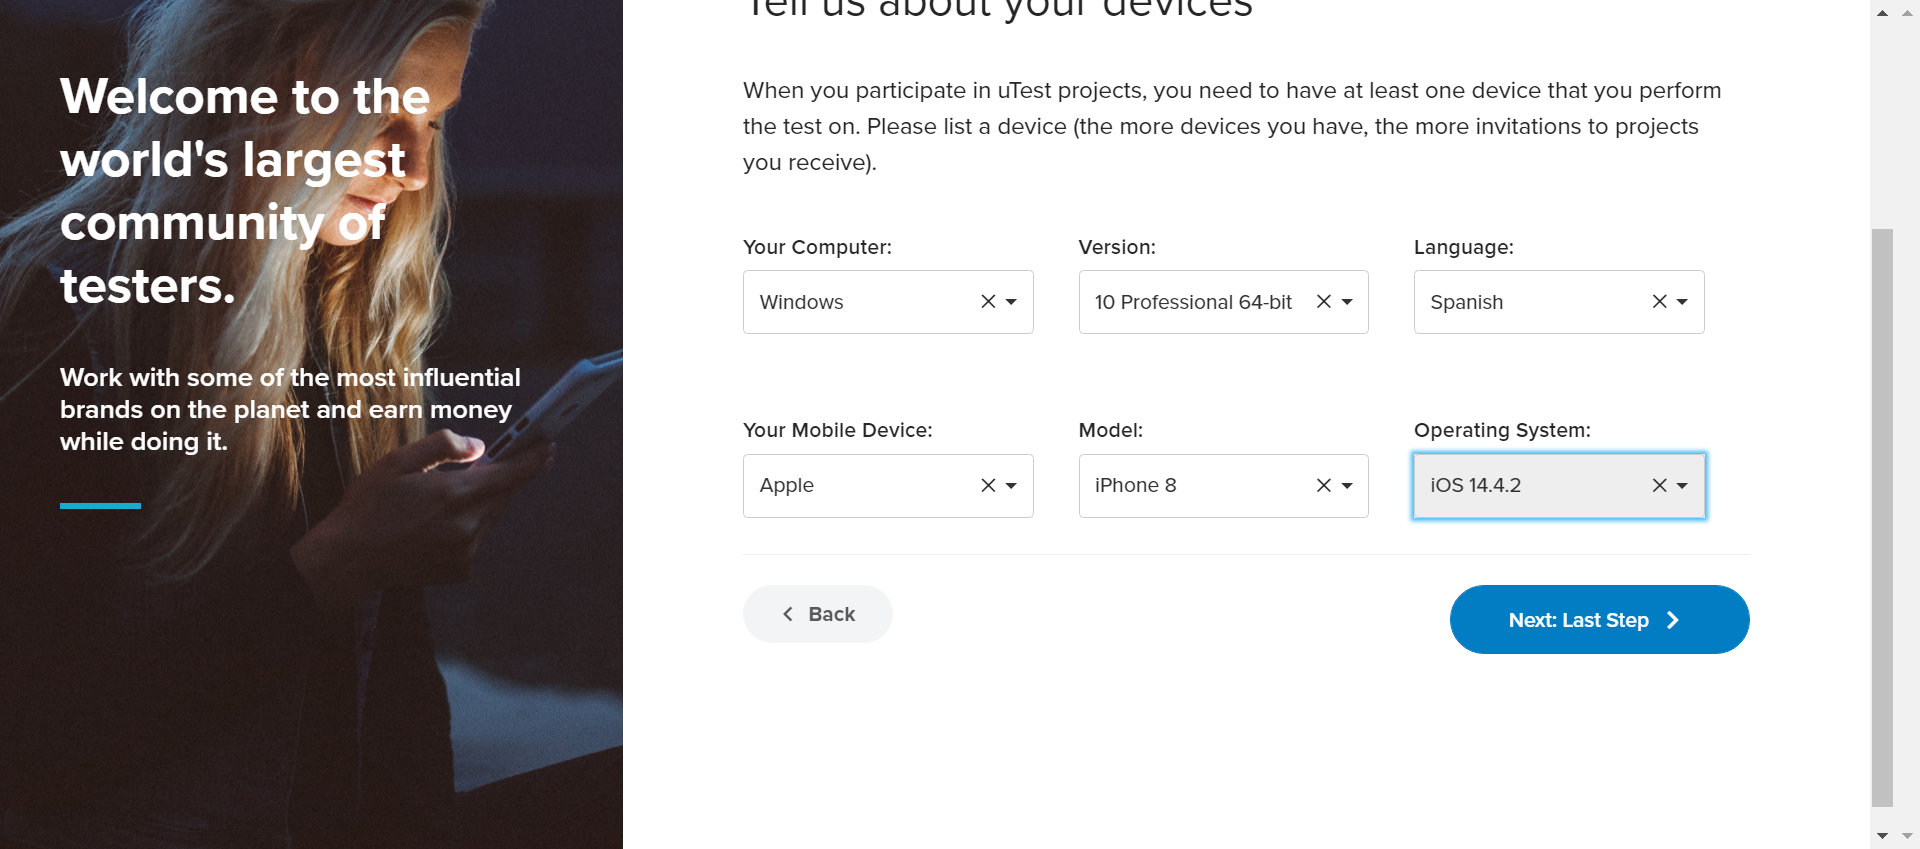 Welcome to the
world's largest
community of
testers.
Work with some of the most influential
brands on the planet and earn money
while doing it.
Tell us about your devices
When you participate in uTest projects, you need to have at least one device that you perform
the test on. Please list a device (the more devices you have, the more invitations to projects
you receive).
Your Computer: Version: Language:
Windows 10 Professional 64-bit Spanish
Your Mobile Device: Model: Operating System:
Apple iPhone 8 iOS 14.4.2
Back Next: Last Step